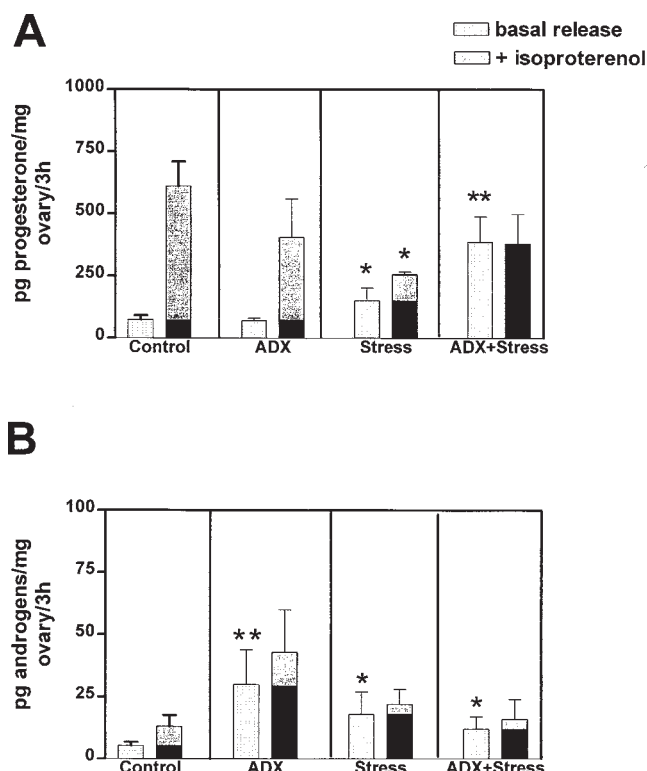 A
basal release
+ isoproterenol
pg progesterone/mg
ovary/3h
1000
750
500
250
0
*
*
**
Control
ADX
Stress
ADX+Stress
B
pg androgens/mg
ovary/3h
100
75
50
25
0
**
*
*
Control
ADX
Stress
ADX+Stress